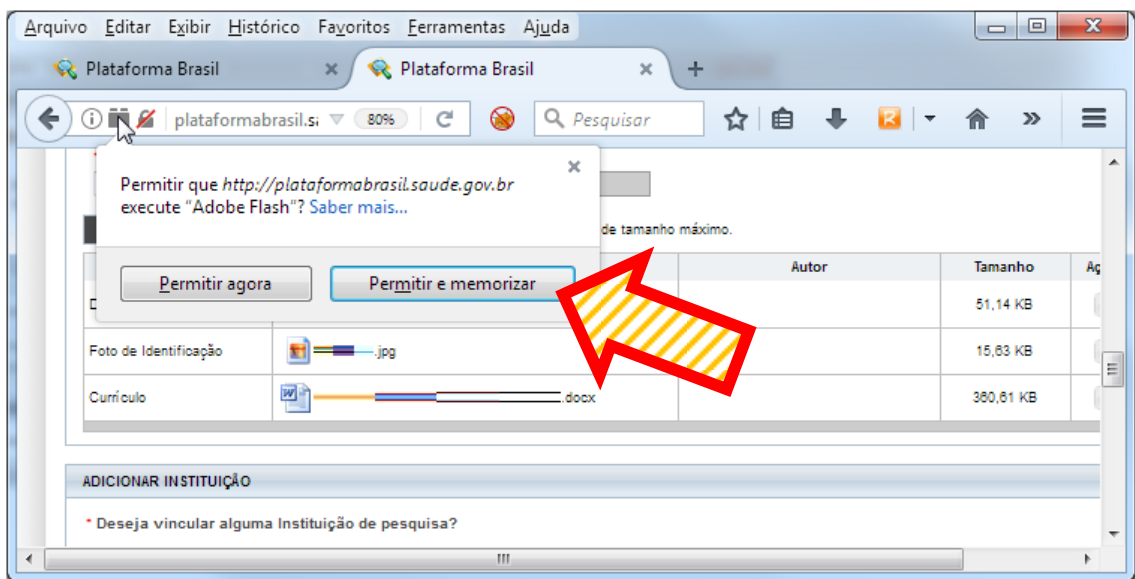 Arquivo Editar Exibir Histórico Favoritos Ferramentas Ajuda
Plataforma Brasil Plataforma Brasil
plataformabrasil.s 80% Pesquisar
Permitir que http://plataformabrasil.saude.gov.br
execute "Adobe Flash"? Saber mais...
de tamanho máximo.
Permitir agora Permitir e memorizar
Autor Tamanho Aç
51,14 KB
Foto de Identificação .jpg 15,63 KB
Currículo .docx 360,61 KB
ADICIONAR INSTITUIÇÃO
* Deseja vincular alguma Instituição de pesquisa?